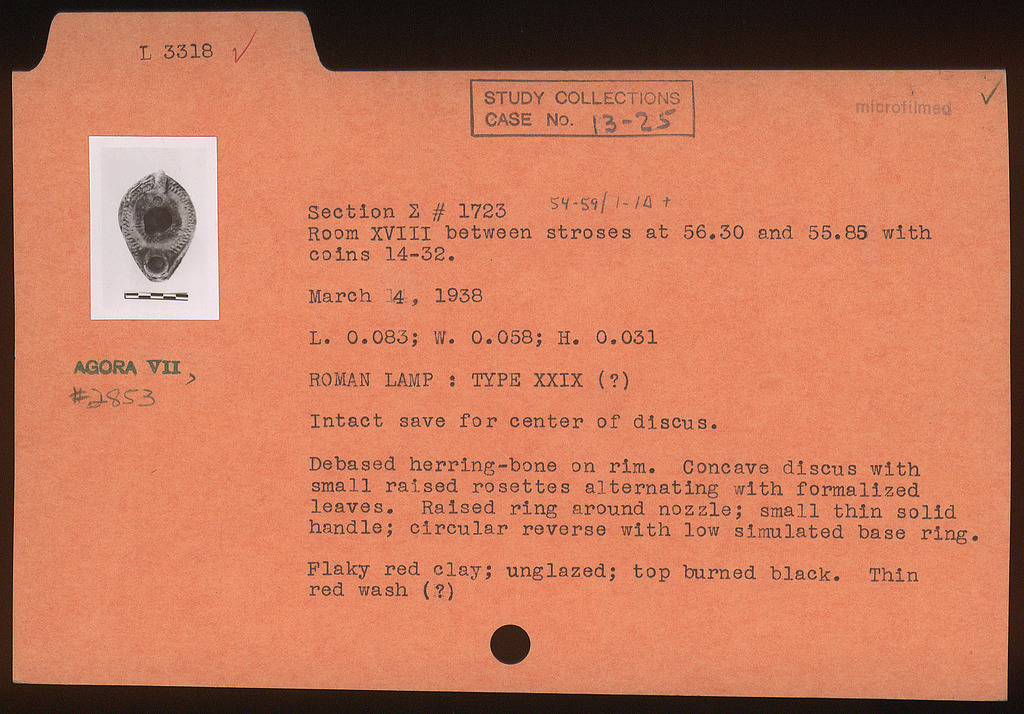 L 3318 ✓
STUDY COLLECTIONS
CASE No. 13-25
microfilmed ✓
Section Σ # 1723 54-59/1-1Δ +
Room XVIII between stroses at 56.30 and 55.85 with
coins 14-32.
March 4, 1938
L. 0.083; W. 0.058; H. 0.031
AGORA VII,
#2853
ROMAN LAMP : TYPE XXIX (?)
Intact save for center of discus.
Debased herring-bone on rim. Concave discus with
small raised rosettes alternating with formalized
leaves. Raised ring around nozzle; small thin solid
handle; circular reverse with low simulated base ring.
Flaky red clay; unglazed; top burned black. Thin
red wash (?)